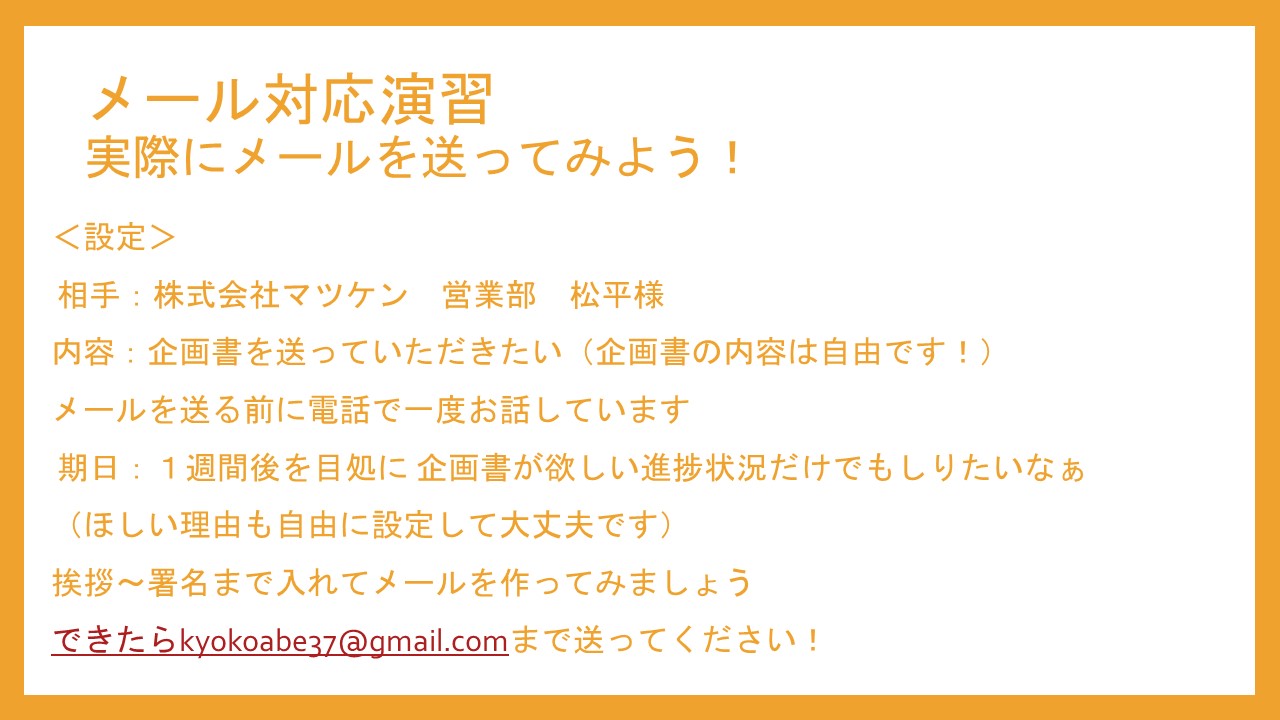 メール対応演習
実際にメールを送ってみよう！
＜設定＞
相手：株式会社マツケン　営業部　松平様
内容：企画書を送っていただきたい（企画書の内容は自由です！）
メールを送る前に電話で一度お話しています
期日：１週間後を目処に 企画書が欲しい進捗状況だけでもしりたいなぁ
（ほしい理由も自由に設定して大丈夫です）
挨拶～署名まで入れてメールを作ってみましょう
できたらkyokoabe37@gmail.comまで送ってください！